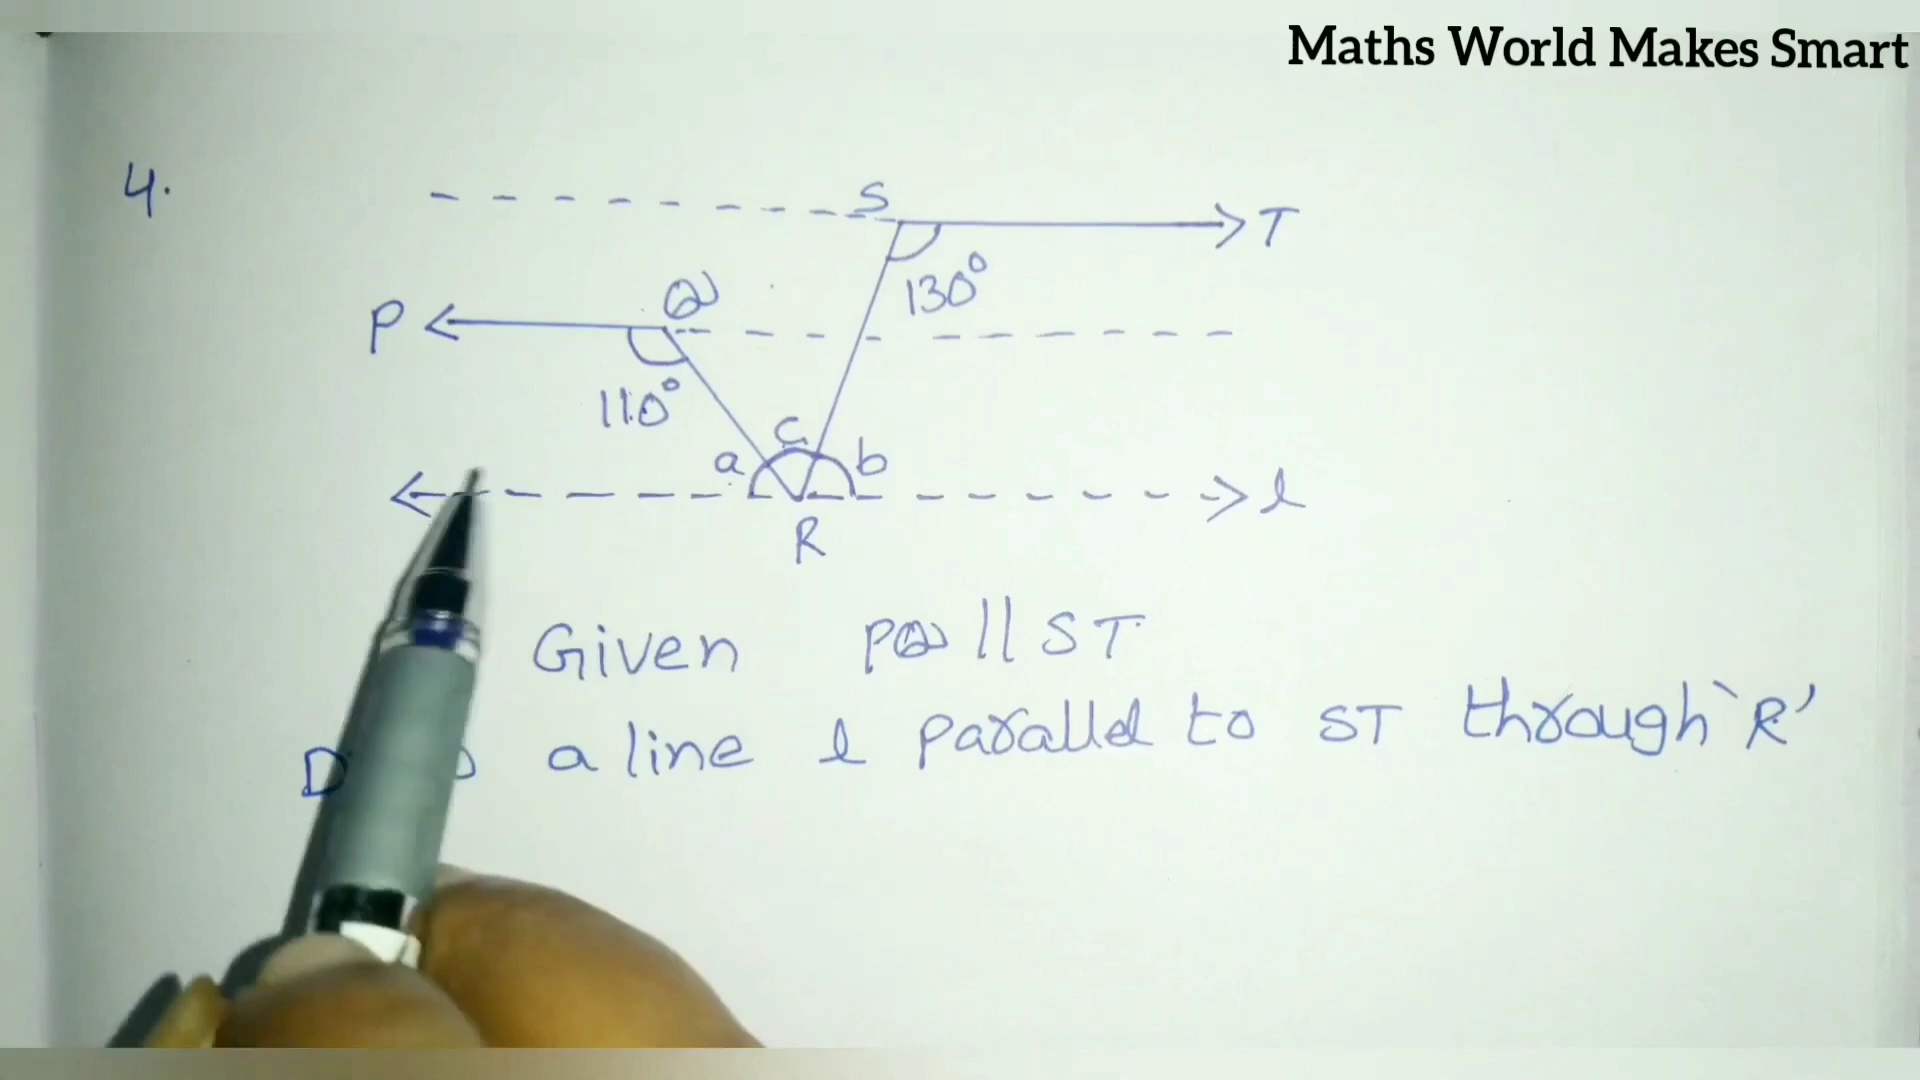 Maths World Makes Smart
4.
S
T
Q
130°
P
110°
c
a
b
l
R
Given PQ || ST
a line l parallel to ST through 'R'